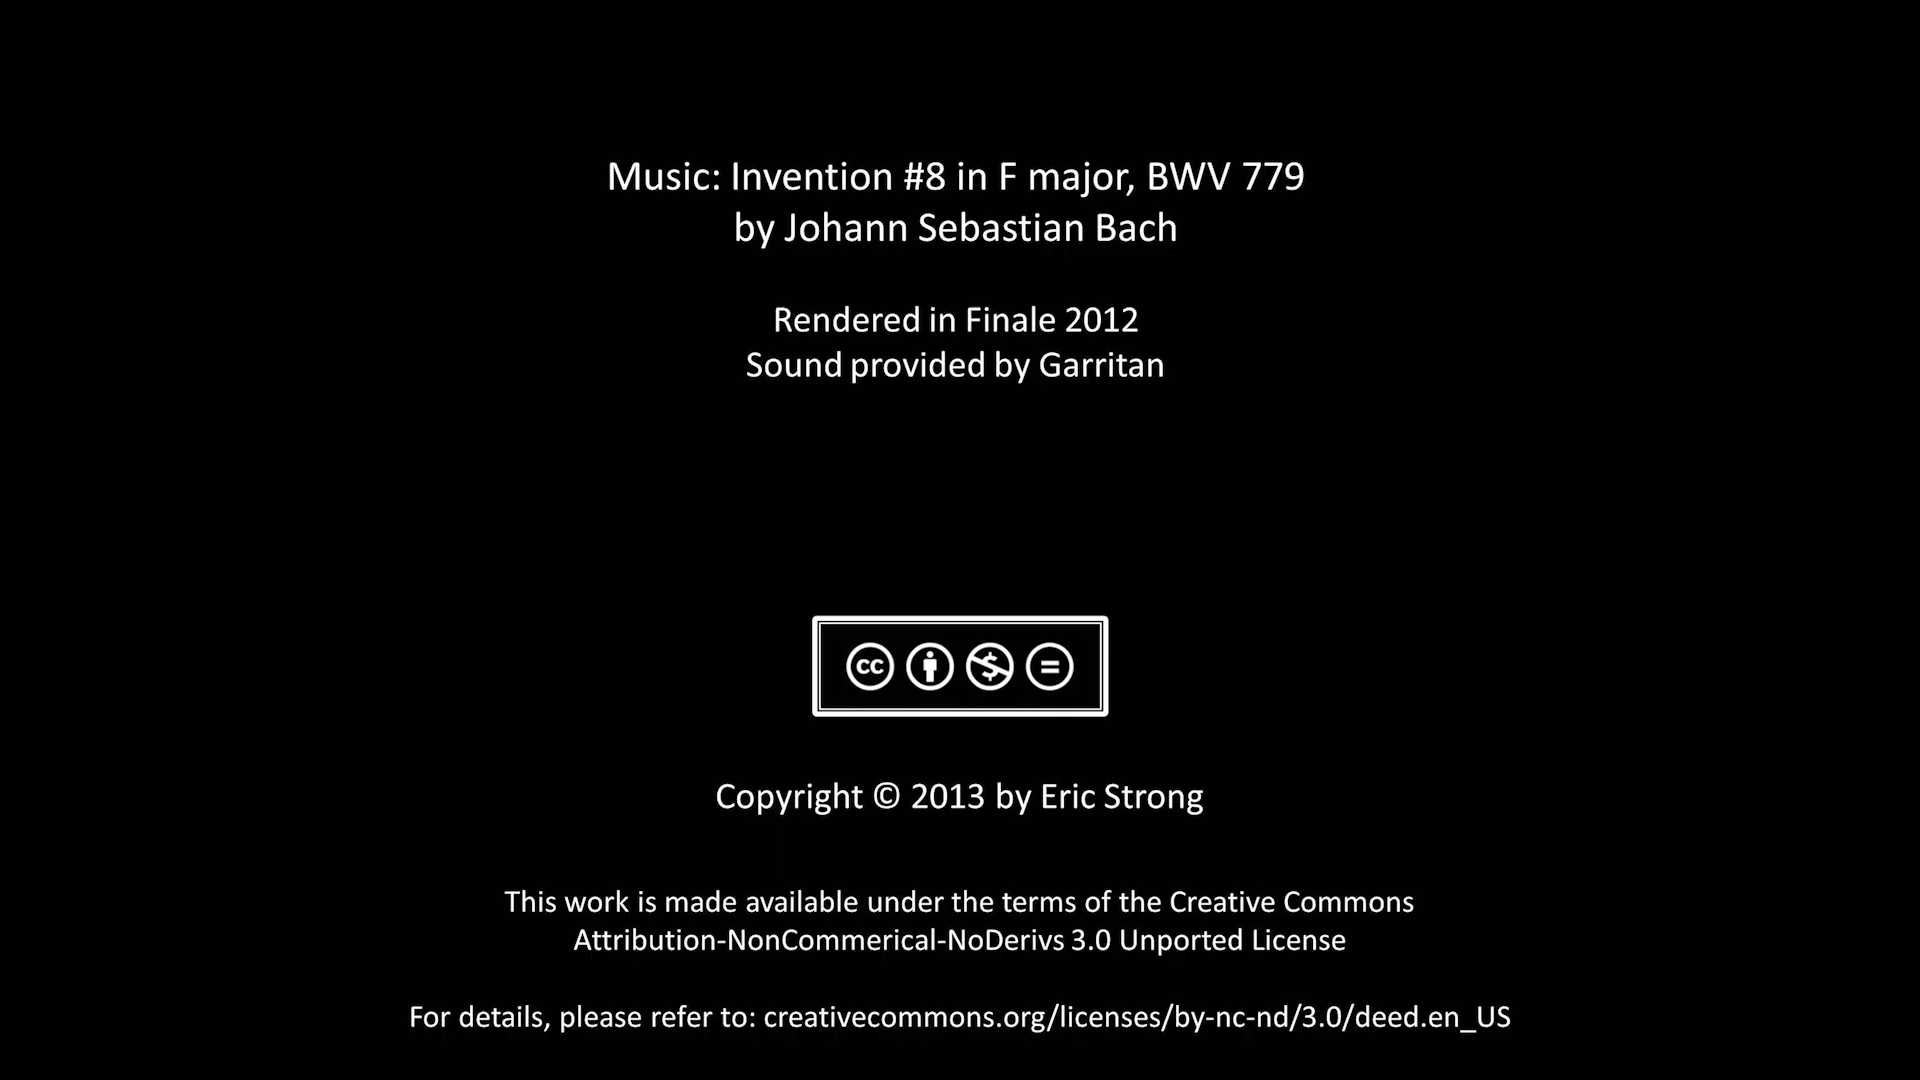 Music: Invention #8 in F major, BWV 779
by Johann Sebastian Bach
Rendered in Finale 2012
Sound provided by Garritan
cc
Copyright © 2013 by Eric Strong
This work is made available under the terms of the Creative Commons
Attribution-NonCommerical-NoDerivs 3.0 Unported License
For details, please refer to: creativecommons.org/licenses/by-nc-nd/3.0/deed.en_US